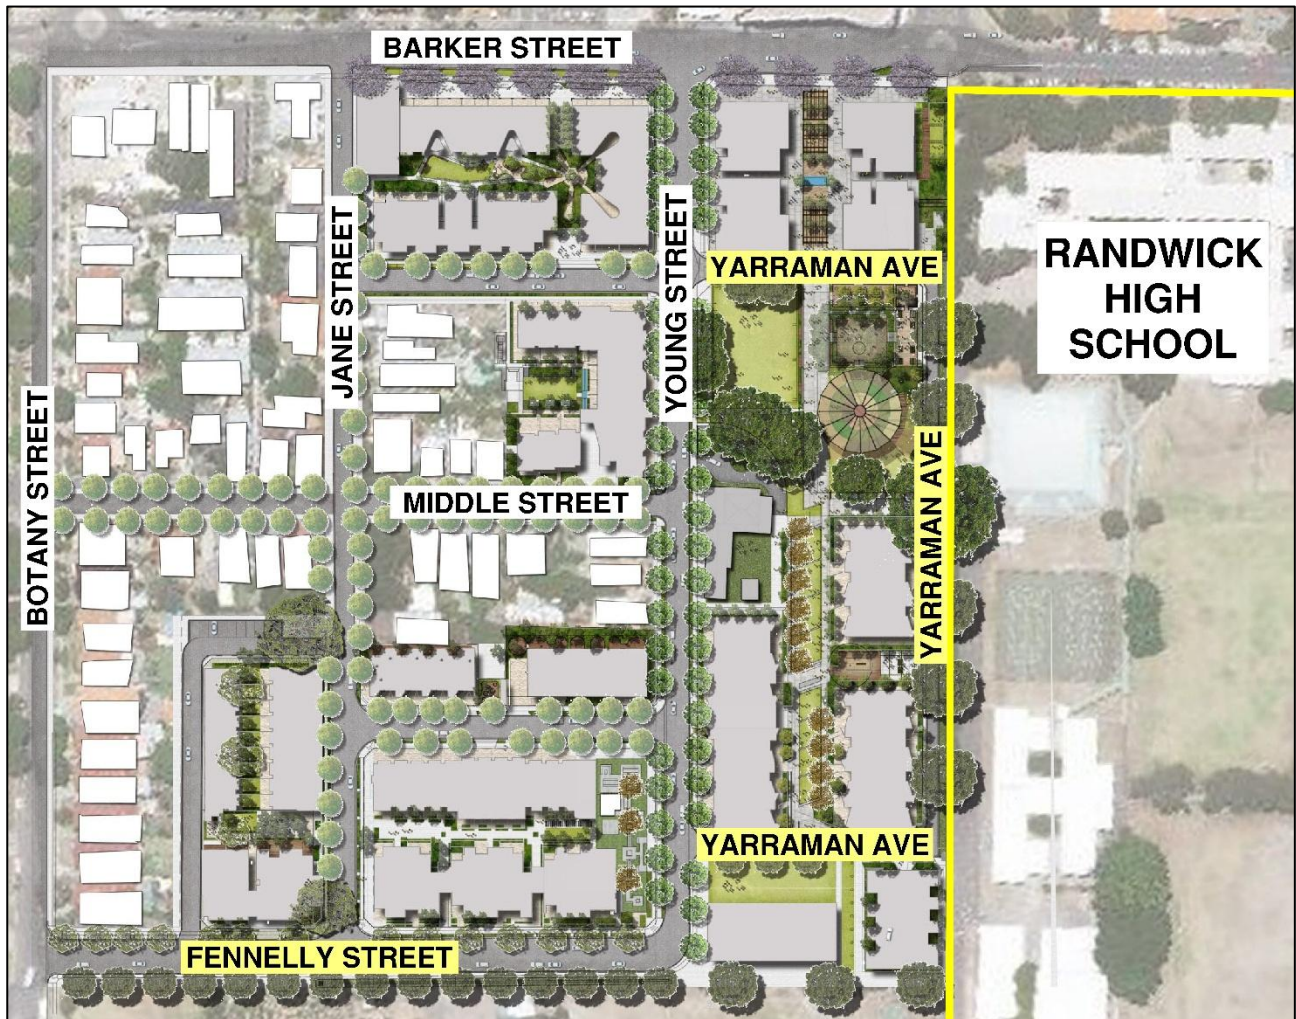 BARKER STREET
YARRAMAN AVE
RANDWICK
HIGH
SCHOOL
JANE STREET
YOUNG STREET
BOTANY STREET
MIDDLE STREET
YARRAMAN AVE
YARRAMAN AVE
FENNELLY STREET